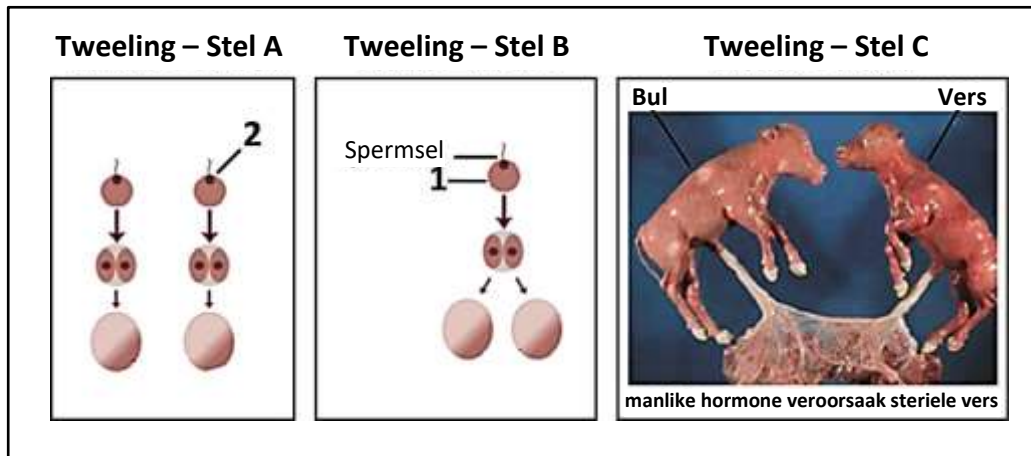 Tweeling – Stel A
Tweeling – Stel B
Tweeling – Stel C
2
Spermsel
1
Bul
Vers
manlike hormone veroorsaak steriele vers